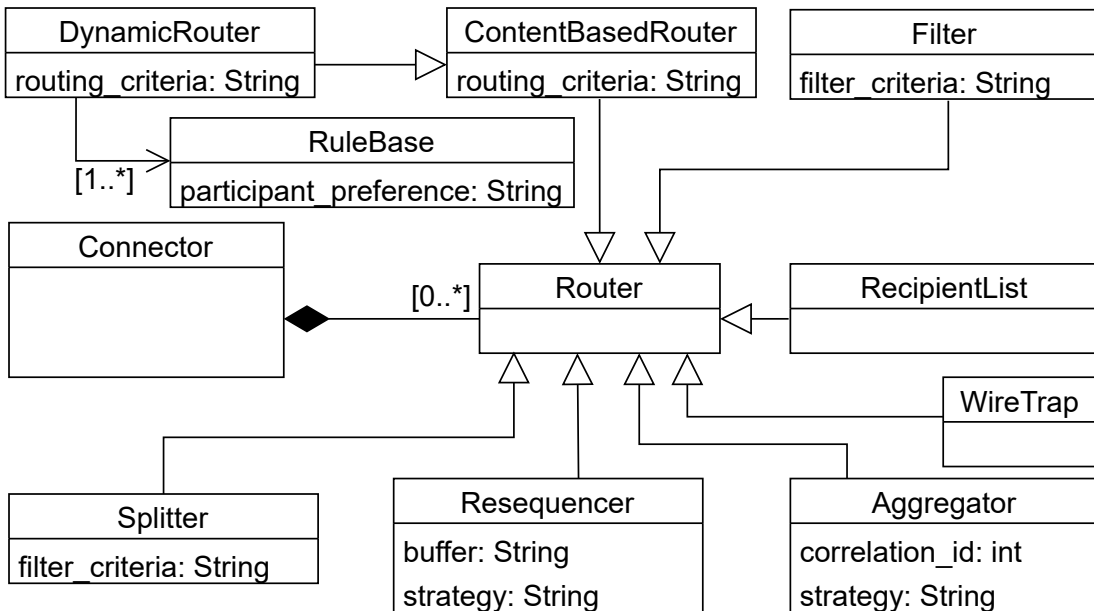 DynamicRouter
routing_criteria: String
ContentBasedRouter
routing_criteria: String
Filter
filter_criteria: String
RuleBase
participant_preference: String
[1..*]
Connector
[0..*]
Router
RecipientList
WireTrap
Splitter
filter_criteria: String
Resequencer
buffer: String
strategy: String
Aggregator
correlation_id: int
strategy: String